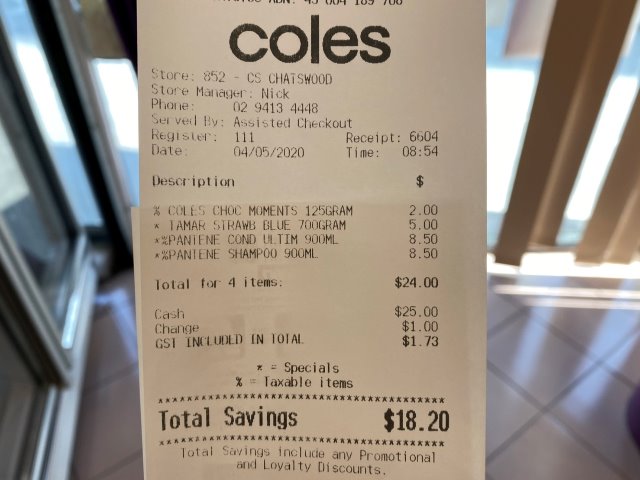 coles
Store: 852 - CS CHATSWOOD
Store Manager: Nick
Phone: 02 9413 4448
Served By: Assisted Checkout
Register: 111 Receipt: 6604
Date: 04/05/2020 Time: 08:54
Description $
% COLES CHOC MOMENTS 125GRAM 2.00
* TAMAR STRAWB BLUE 700GRAM 5.00
*%PANTENE COND ULTIM 900ML 8.50
*%PANTENE SHAMPOO 900ML 8.50
Total for 4 items: $24.00
Cash $25.00
Change $1.00
GST INCLUDED IN TOTAL $1.73
* = Specials
% = Taxable items
Total Savings $18.20
Total Savings include any Promotional
and Loyalty Discounts.